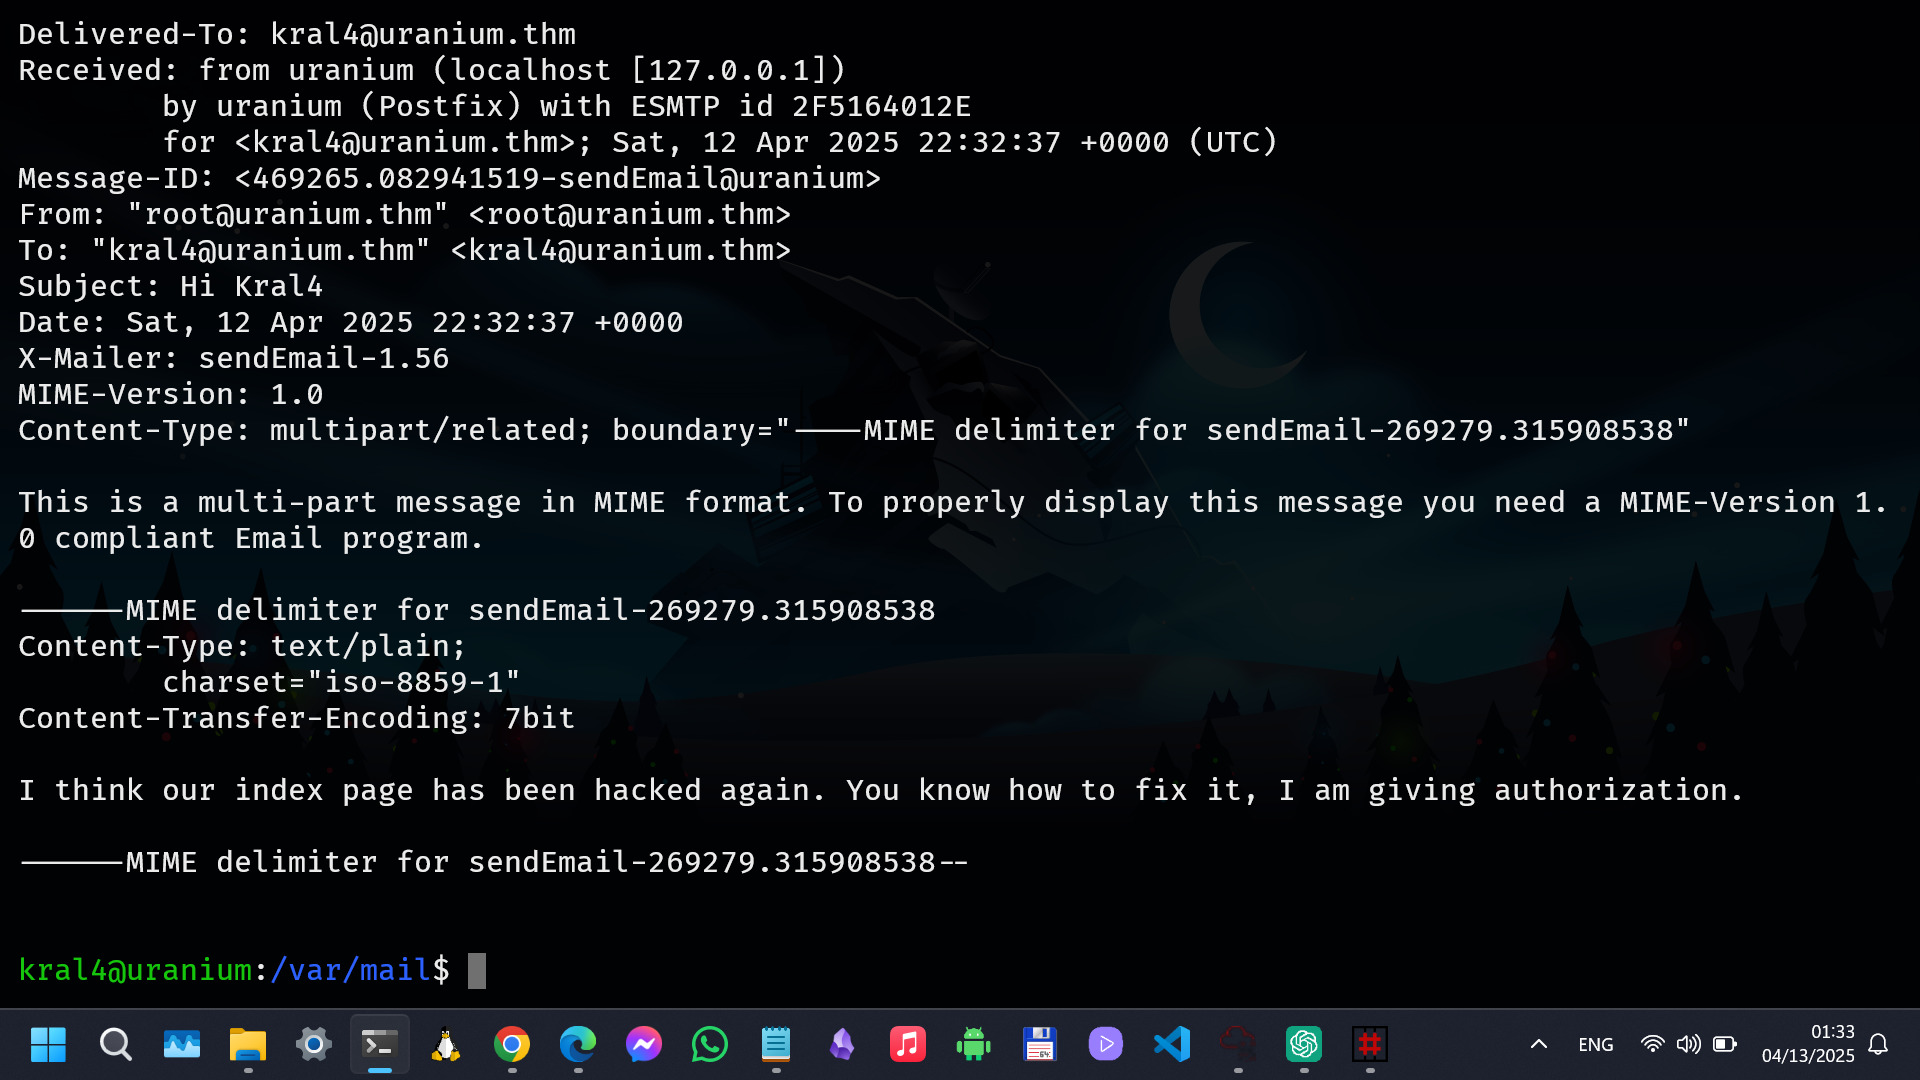 Delivered-To: kral4@uranium.thm
Received: from uranium (localhost [127.0.0.1])
        by uranium (Postfix) with ESMTP id 2F5164012E
        for <kral4@uranium.thm>; Sat, 12 Apr 2025 22:32:37 +0000 (UTC)
Message-ID: <469265.082941519-sendEmail@uranium>
From: "root@uranium.thm" <root@uranium.thm>
To: "kral4@uranium.thm" <kral4@uranium.thm>
Subject: Hi Kral4
Date: Sat, 12 Apr 2025 22:32:37 +0000
X-Mailer: sendEmail-1.56
MIME-Version: 1.0
Content-Type: multipart/related; boundary="----MIME delimiter for sendEmail-269279.315908538"
This is a multi-part message in MIME format. To properly display this message you need a MIME-Version 1.
0 compliant Email program.
------MIME delimiter for sendEmail-269279.315908538
Content-Type: text/plain;
        charset="iso-8859-1"
Content-Transfer-Encoding: 7bit
I think our index page has been hacked again. You know how to fix it, I am giving authorization.
------MIME delimiter for sendEmail-269279.315908538--
kral4@uranium:/var/mail$
64
ENG
01:33
04/13/2025